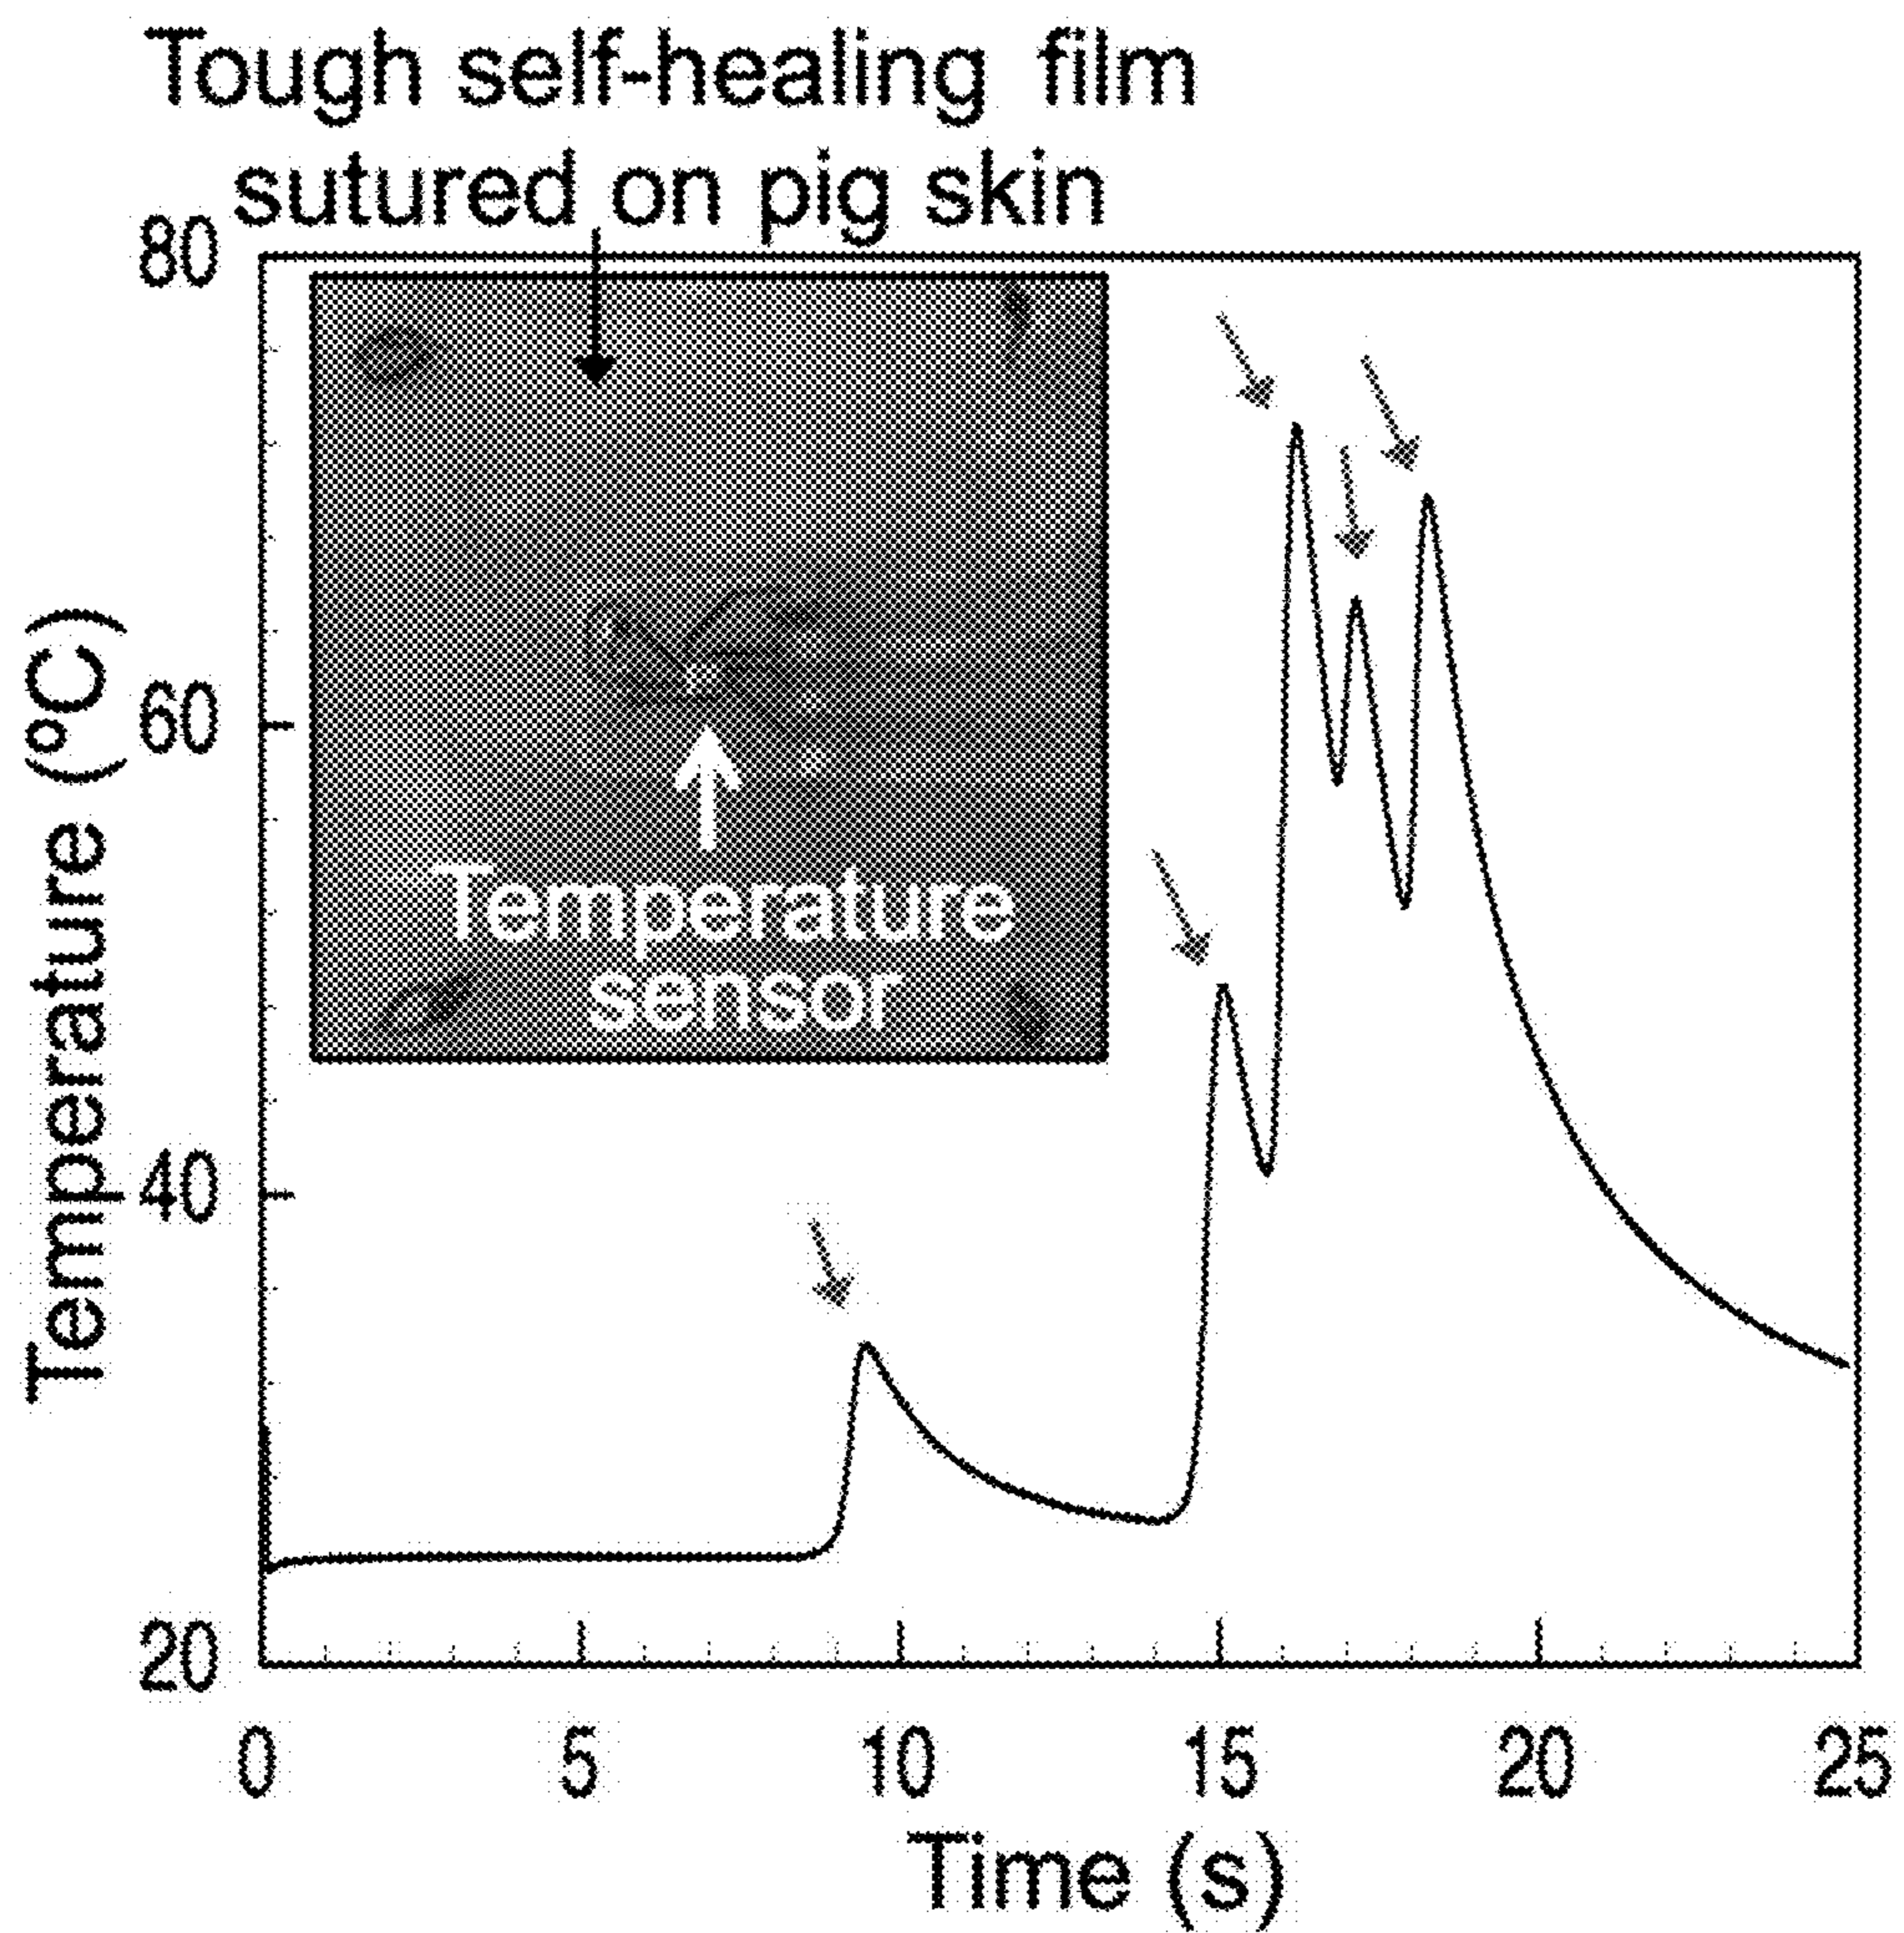 Tough self-healing film
sutured on pig skin
80
60
40
20
Temperature (ºC)
Temperature
sensor
0 5 10 15 20 25
Time (s)